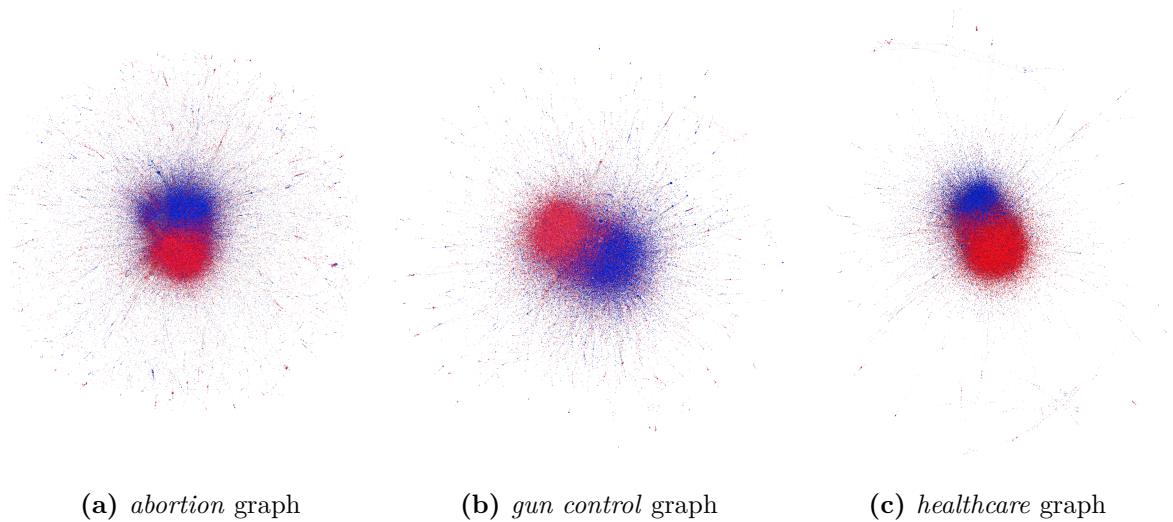 (a) abortion graph
(b) gun control graph
(c) healthcare graph